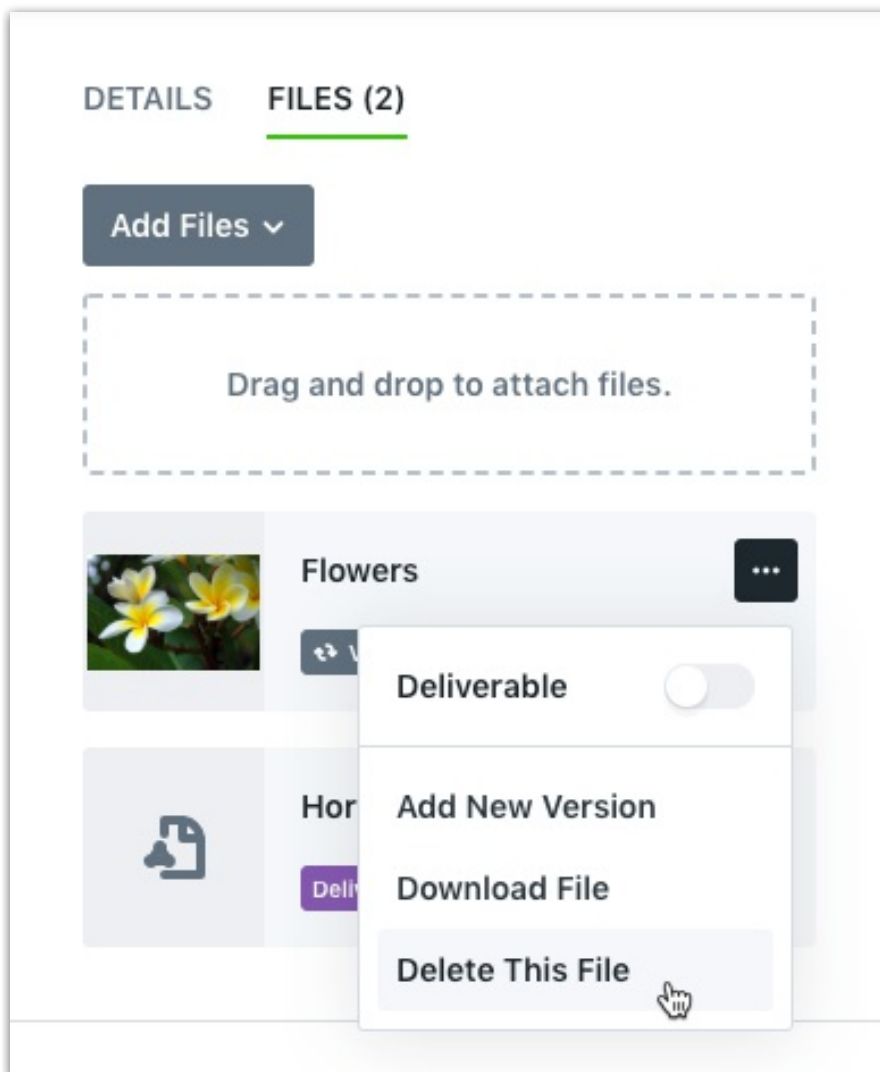 DETAILS FILES (2)
Add Files
Drag and drop to attach files.
Flowers
Deliverable
Add New Version
Download File
Delete This File